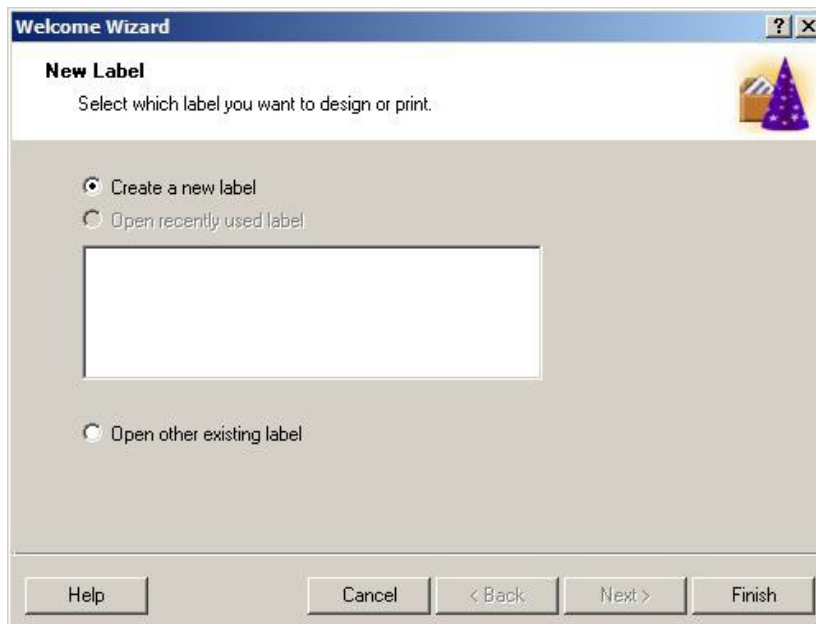 Welcome Wizard
New Label
Select which label you want to design or print.
Create a new label
Open recently used label
Open other existing label
Help Cancel < Back Next > Finish